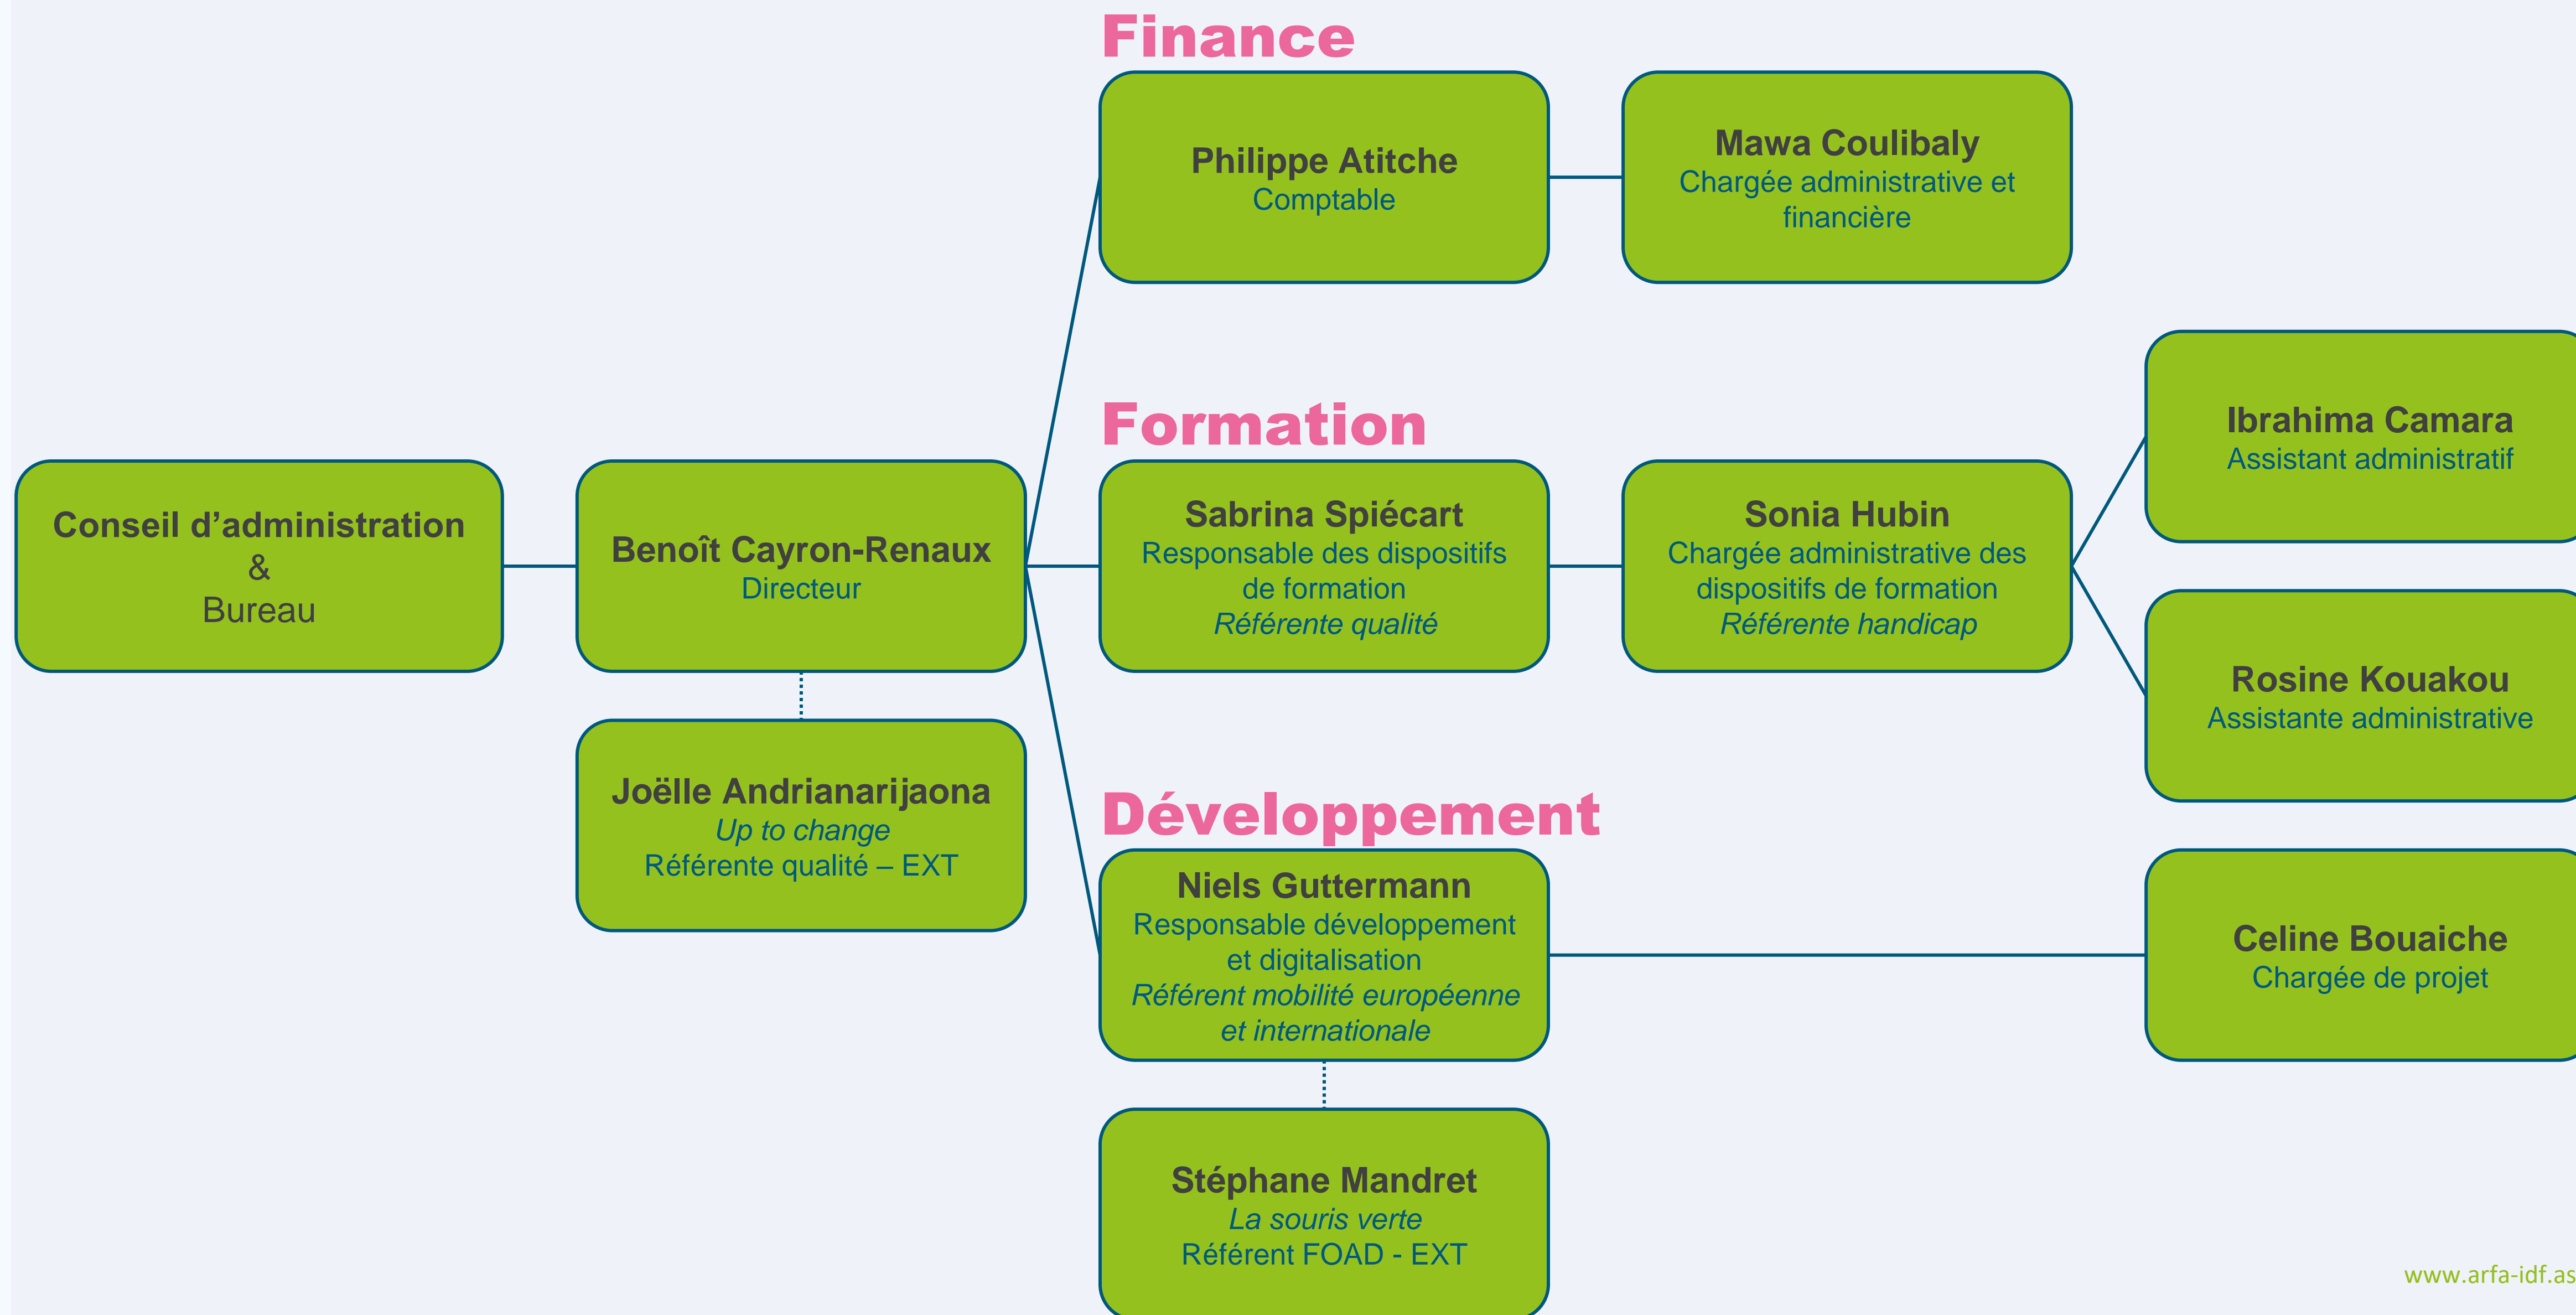 Finance
Philippe Atitche
Comptable
Mawa Coulibaly
Chargée administrative et
financière
Formation
Conseil d’administration
&
Bureau
Benoît Cayron-Renaux
Directeur
Sabrina Spiécart
Responsable des dispositifs
de formation
Référente qualité
Sonia Hubin
Chargée administrative des
dispositifs de formation
Référente handicap
Ibrahima Camara
Assistant administratif
Rosine Kouakou
Assistante administrative
Joëlle Andrianarijaona
Up to change
Référente qualité – EXT
Développement
Niels Guttermann
Responsable développement
et digitalisation
Référent mobilité européenne
et internationale
Celine Bouaiche
Chargée de projet
Stéphane Mandret
La souris verte
Référent FOAD - EXT
www.arfa-idf.as